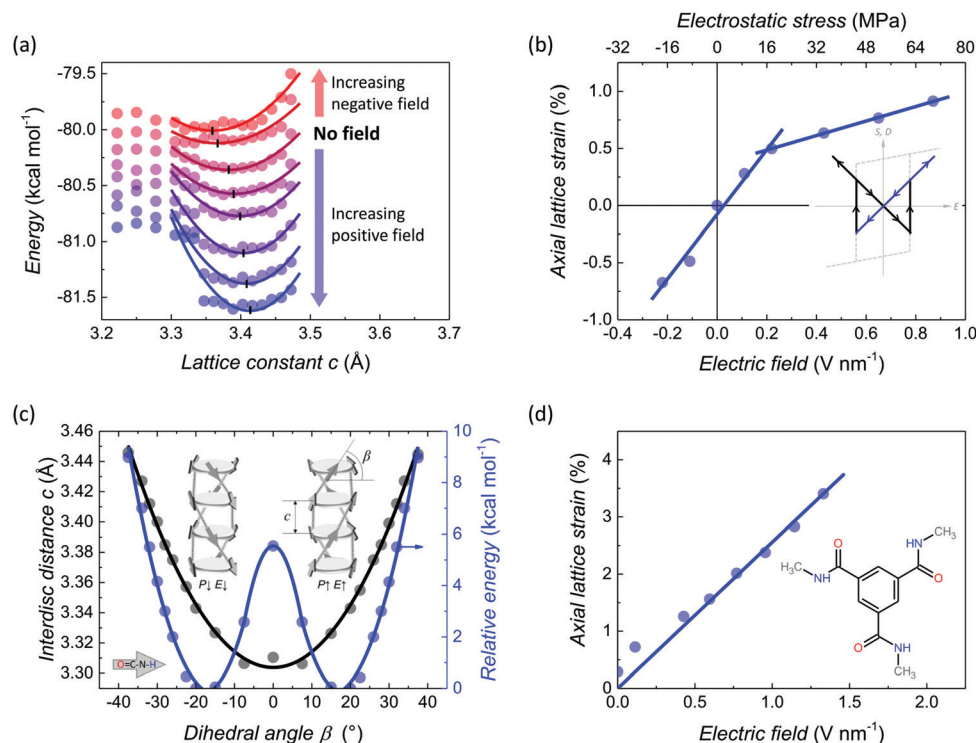 (a)
Energy (kcal mol⁻¹)
-79.5
-80.0
-80.5
-81.0
-81.5
3.2 3.3 3.4 3.5 3.6 3.7
Lattice constant c (Å)
Increasing
negative field
No field
Increasing
positive field
(b)
Electrostatic stress (MPa)
-32 -16 0 16 32 48 64 80
Axial lattice strain (%)
1.0
0.5
0.0
-0.5
-1.0
S, D
E
-0.4 -0.2 0.0 0.2 0.4 0.6 0.8 1.0
Electric field (V nm⁻¹)
(c)
Interdisc distance c (Å)
3.46
3.44
3.42
3.40
3.38
3.36
3.34
3.32
3.30
β
c
P↓ E↓
P↑ E↑
O=C-N-H
10
8
6
4
2
0
Relative energy (kcal mol⁻¹)
-40 -30 -20 -10 0 10 20 30 40
Dihedral angle β (°)
(d)
Axial lattice strain (%)
5
4
3
2
1
0
O
HN
CH₃
H₃C
NH
O
O
NH
CH₃
0.0 0.5 1.0 1.5 2.0
Electric field (V nm⁻¹)